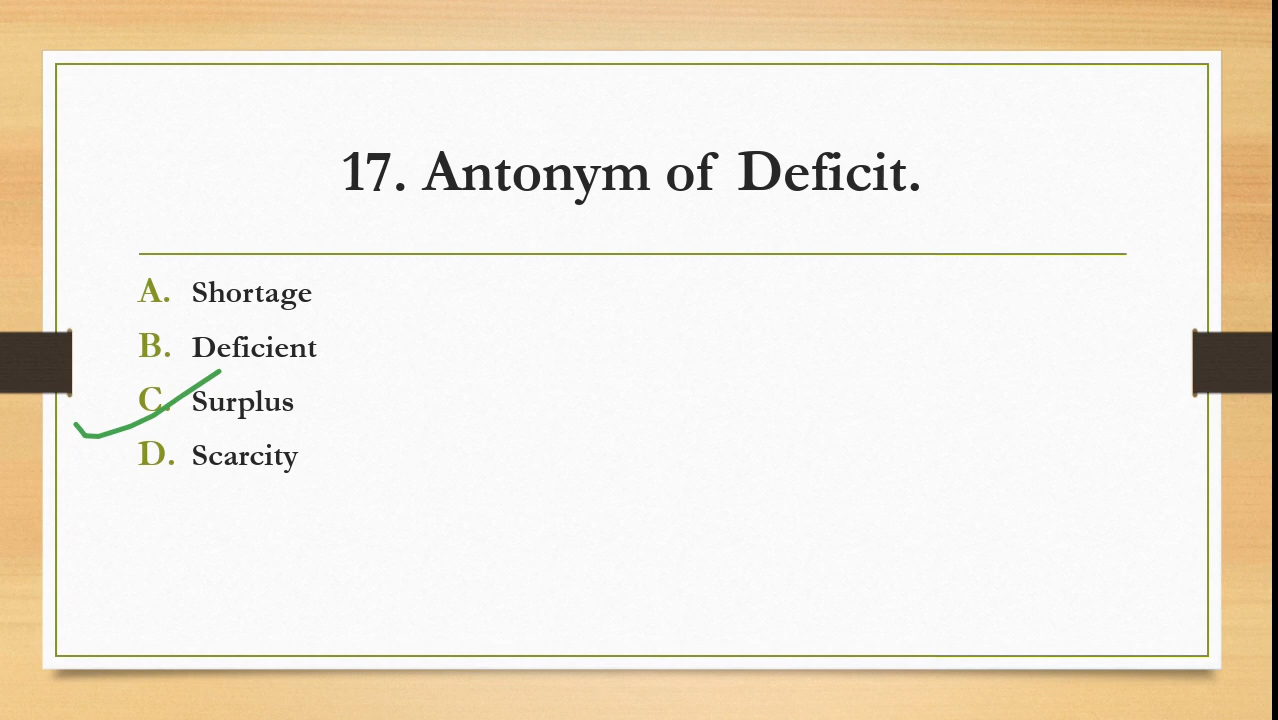 17. Antonym of Deficit.
A. Shortage
B. Deficient
C. Surplus
D. Scarcity